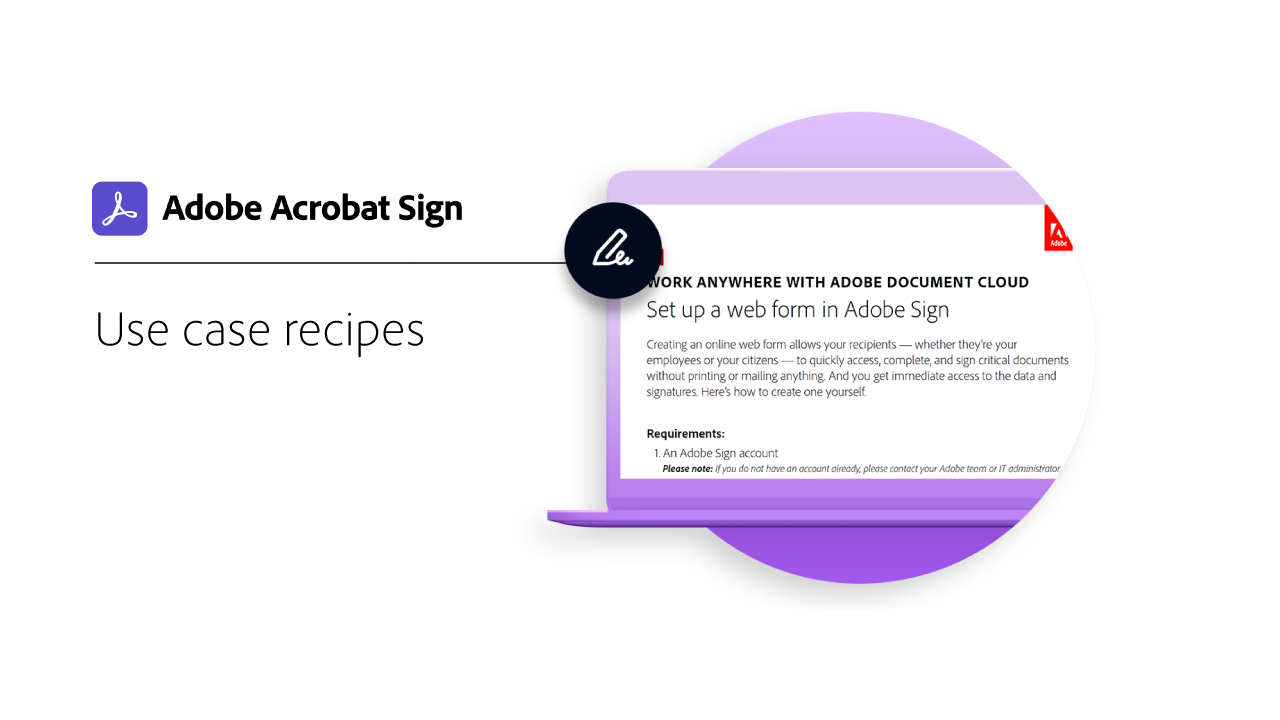 Adobe Acrobat Sign
Use case recipes
Adobe
WORK ANYWHERE WITH ADOBE DOCUMENT CLOUD
Set up a web form in Adobe Sign
Creating an online web form allows your recipients — whether they're your
employees or your citizens — to quickly access, complete, and sign critical documents
without printing or mailing anything. And you get immediate access to the data and
signatures. Here's how to create one yourself.
Requirements:
1. An Adobe Sign account
Please note: If you do not have an account already, please contact your Adobe team or IT administrator.